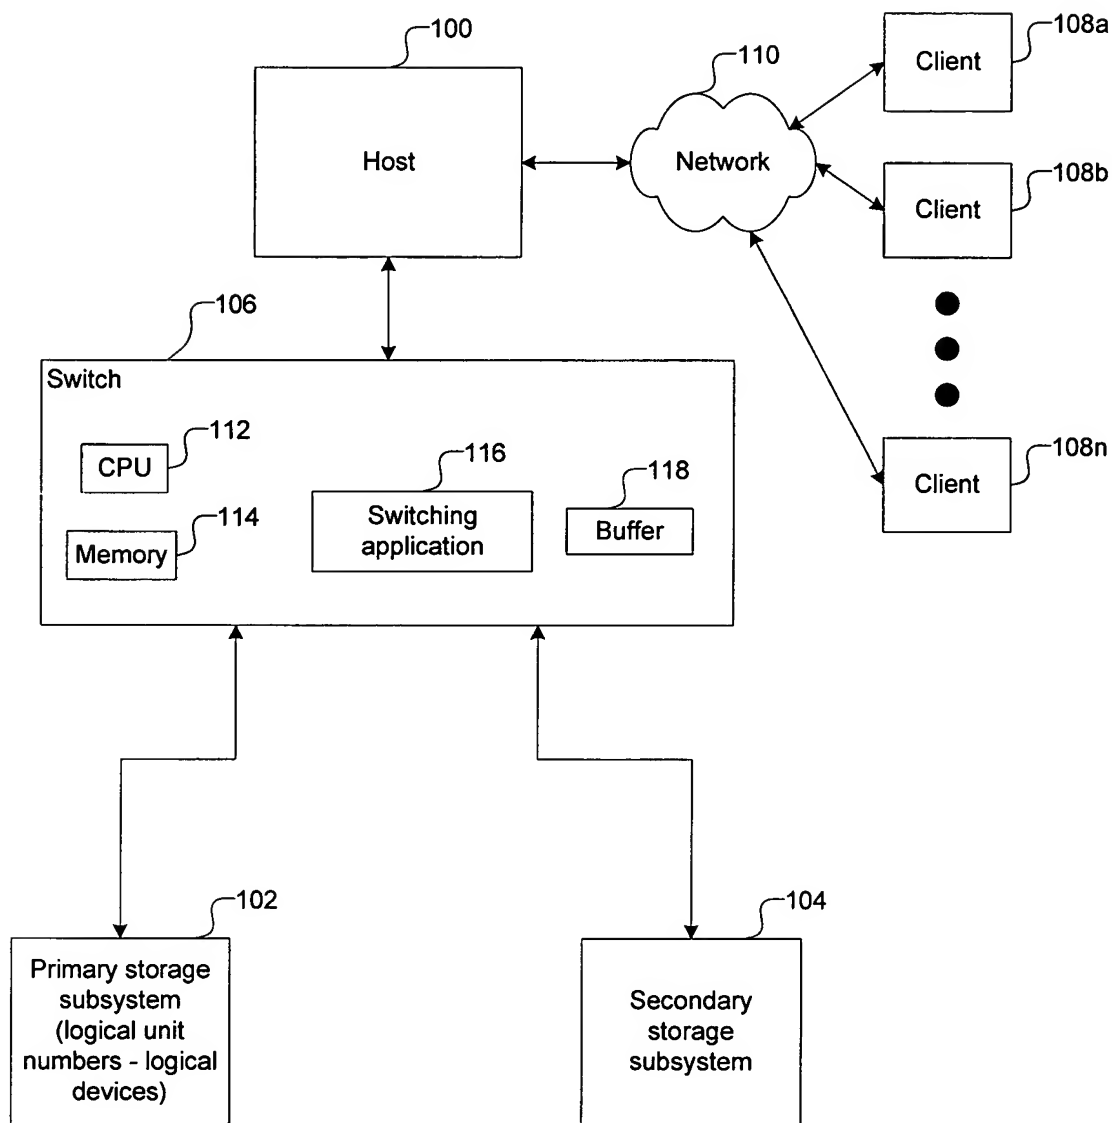 100
Host
110
Network
108a
Client
108b
Client
108n
Client
106
Switch
112
CPU
114
Memory
116
Switching
application
118
Buffer
102
Primary storage
subsystem
(logical unit
numbers - logical
devices)
104
Secondary
storage
subsystem